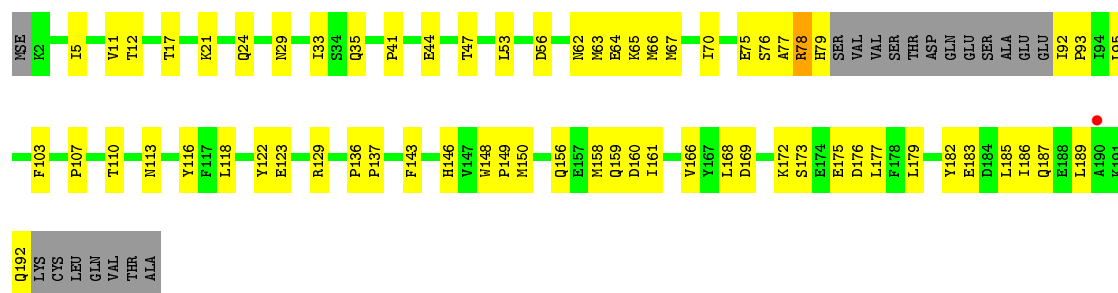 MSE K2 I5 V11 T12 T17 K21 Q24 N29 I33 S34 Q35 P41 E44 T47 L53 D56 N62 M63 E64 K65 M66 M67 I70 E75 S76 A77 R78 H79 SER VAL VAL SER THR ASP GLN GLU SER ALA GLU GLU I92 P93 I94 I95
F103 P107 T110 N113 Y116 F117 L118 Y122 E123 R129 P136 P137 F143 H146 V147 W148 P149 M150 Q156 E157 M158 Q159 D160 I161 V166 Y167 L168 D169 K172 S173 E174 E175 D176 L177 F178 L179 Y182 E183 D184 L185 I186 Q187 E188 L189 A190 K191
Q192 LYS CYS LEU GLN VAL THR ALA